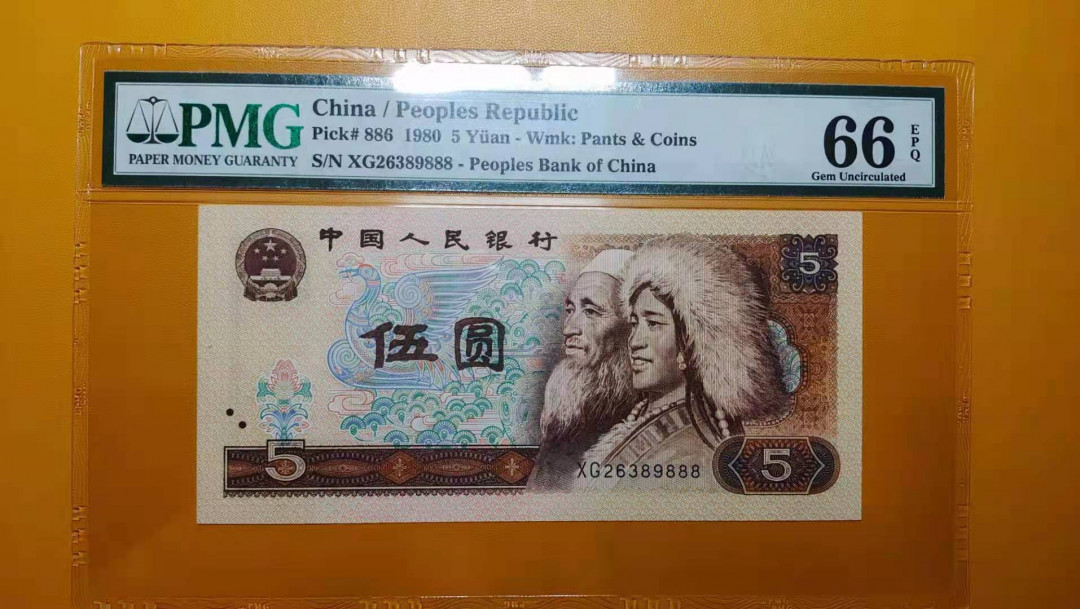 PMG
PAPER MONEY GUARANTY
China / Peoples Republic
Pick# 886 1980 5 Yüan - Wmk: Pants & Coins
S/N XG26389888 - Peoples Bank of China
66
EPQ
Gem Uncirculated
中国人民银行
5
伍圆
5
XG26389888
5
PMG